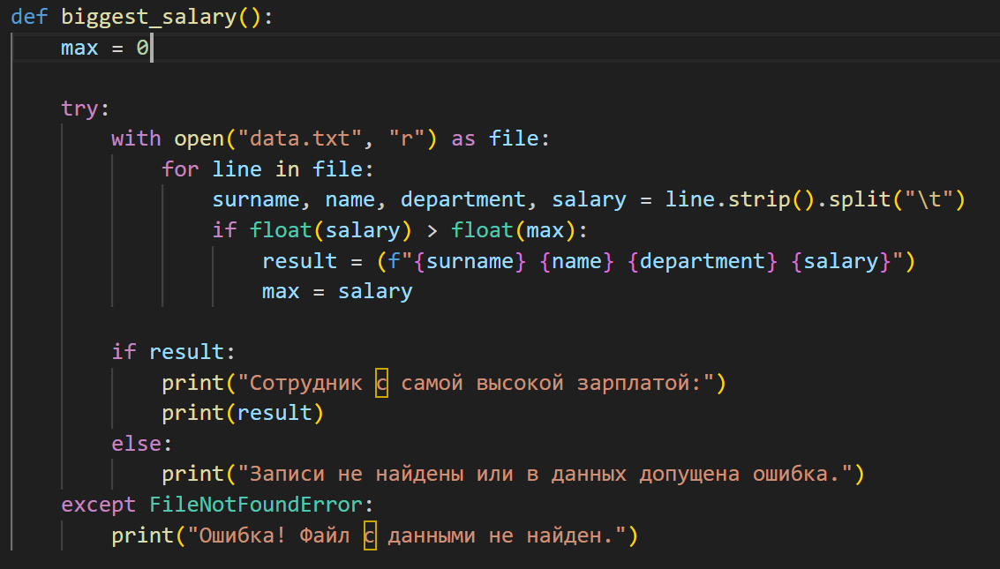 def biggest_salary():
    max = 0
    try:
        with open("data.txt", "r") as file:
            for line in file:
                surname, name, department, salary = line.strip().split("\t")
                if float(salary) > float(max):
                    result = (f"{surname} {name} {department} {salary}")
                    max = salary
        if result:
            print("Сотрудник с самой высокой зарплатой:")
            print(result)
        else:
            print("Записи не найдены или в данных допущена ошибка.")
    except FileNotFoundError:
        print("Ошибка! Файл с данными не найден.")